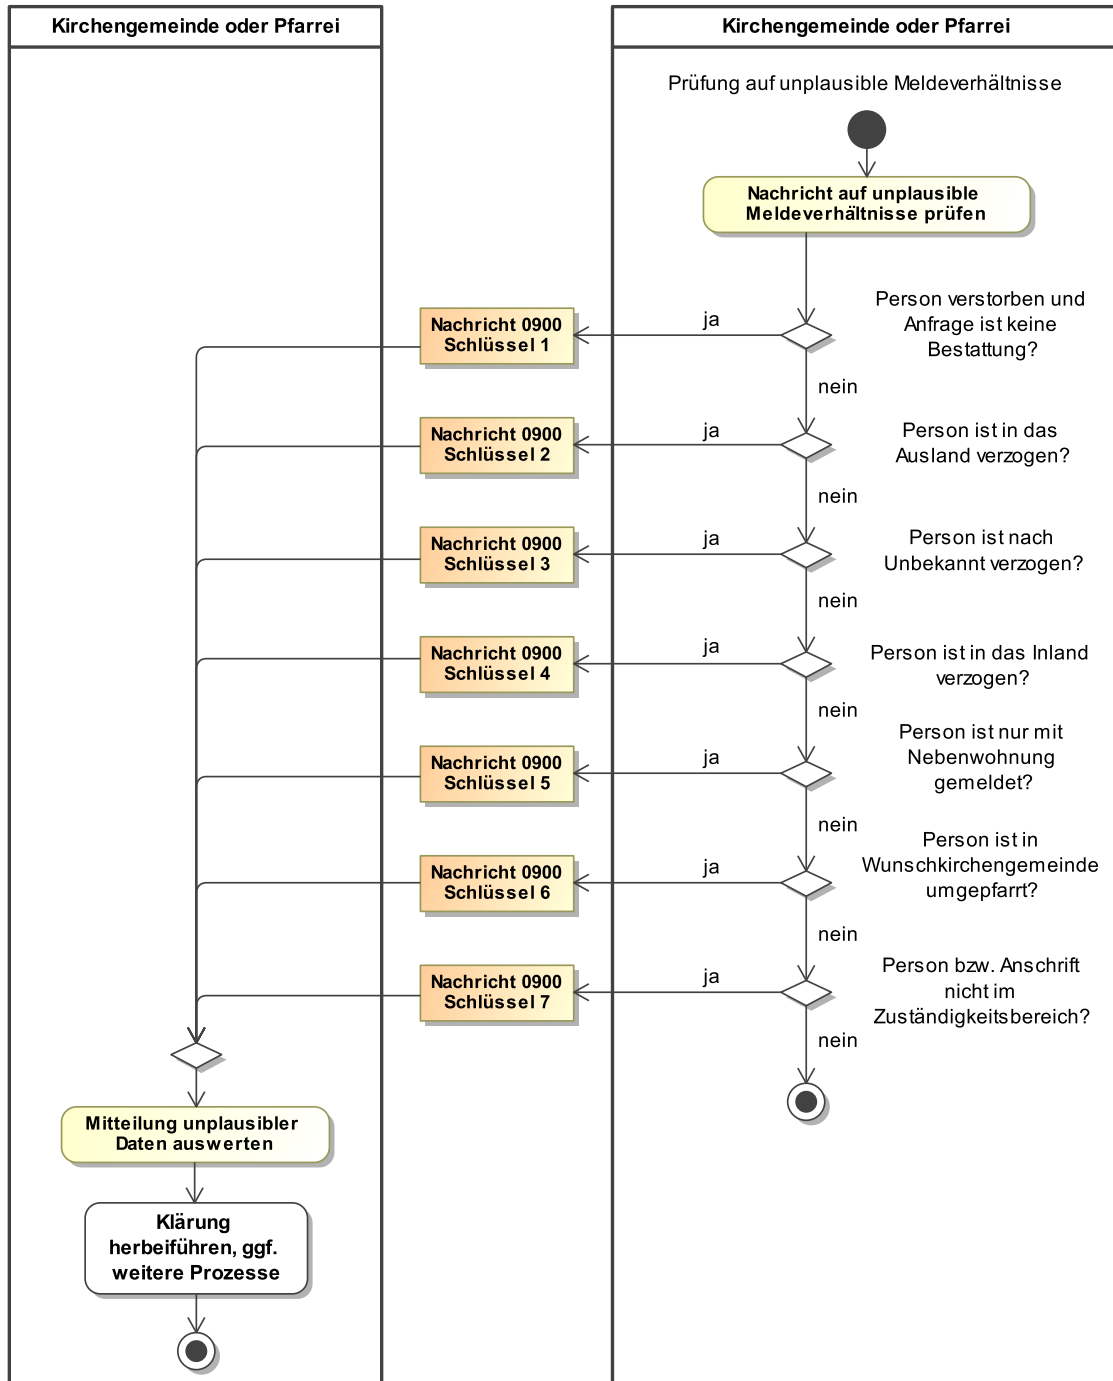 Kirchengemeinde oder Pfarrei
Kirchengemeinde oder Pfarrei
Prüfung auf unplausible Meldeverhältnisse
Nachricht auf unplausible
Meldeverhältnisse prüfen
Person verstorben und
Anfrage ist keine
Bestattung?
ja
Nachricht 0900
Schlüssel 1
nein
Person ist in das
Ausland verzogen?
ja
Nachricht 0900
Schlüssel 2
nein
Person ist nach
Unbekannt verzogen?
ja
Nachricht 0900
Schlüssel 3
nein
Person ist in das Inland
verzogen?
ja
Nachricht 0900
Schlüssel 4
nein
Person ist nur mit
Nebenwohnung
gemeldet?
ja
Nachricht 0900
Schlüssel 5
nein
Person ist in
Wunschkirchengemeinde
umgepfarrt?
ja
Nachricht 0900
Schlüssel 6
nein
Person bzw. Anschrift
nicht im
Zuständigkeitsbereich?
ja
Nachricht 0900
Schlüssel 7
nein
Mitteilung unplausibler
Daten auswerten
Klärung
herbeiführen, ggf.
weitere Prozesse